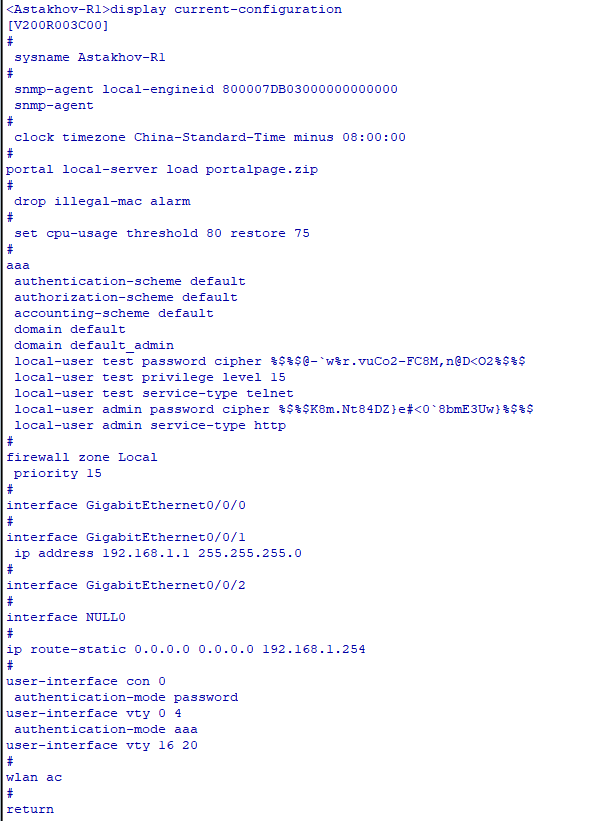 <Astakhov-R1>display current-configuration
[V200R003C00]
#
 sysname Astakhov-R1
#
 snmp-agent local-engineid 800007DB03000000000000
 snmp-agent
#
 clock timezone China-Standard-Time minus 08:00:00
#
portal local-server load portalpage.zip
#
 drop illegal-mac alarm
#
 set cpu-usage threshold 80 restore 75
#
aaa
 authentication-scheme default
 authorization-scheme default
 accounting-scheme default
 domain default
 domain default_admin
 local-user test password cipher %$%$@-`w%r.vuCo2-FC8M,n@D<O2%$%$
 local-user test privilege level 15
 local-user test service-type telnet
 local-user admin password cipher %$%$K8m.Nt84DZ}e#<0`8bmE3Uw}%$%$
 local-user admin service-type http
#
firewall zone Local
 priority 15
#
interface GigabitEthernet0/0/0
#
interface GigabitEthernet0/0/1
 ip address 192.168.1.1 255.255.255.0
#
interface GigabitEthernet0/0/2
#
interface NULL0
#
ip route-static 0.0.0.0 0.0.0.0 192.168.1.254
#
user-interface con 0
 authentication-mode password
user-interface vty 0 4
 authentication-mode aaa
user-interface vty 16 20
#
wlan ac
#
return